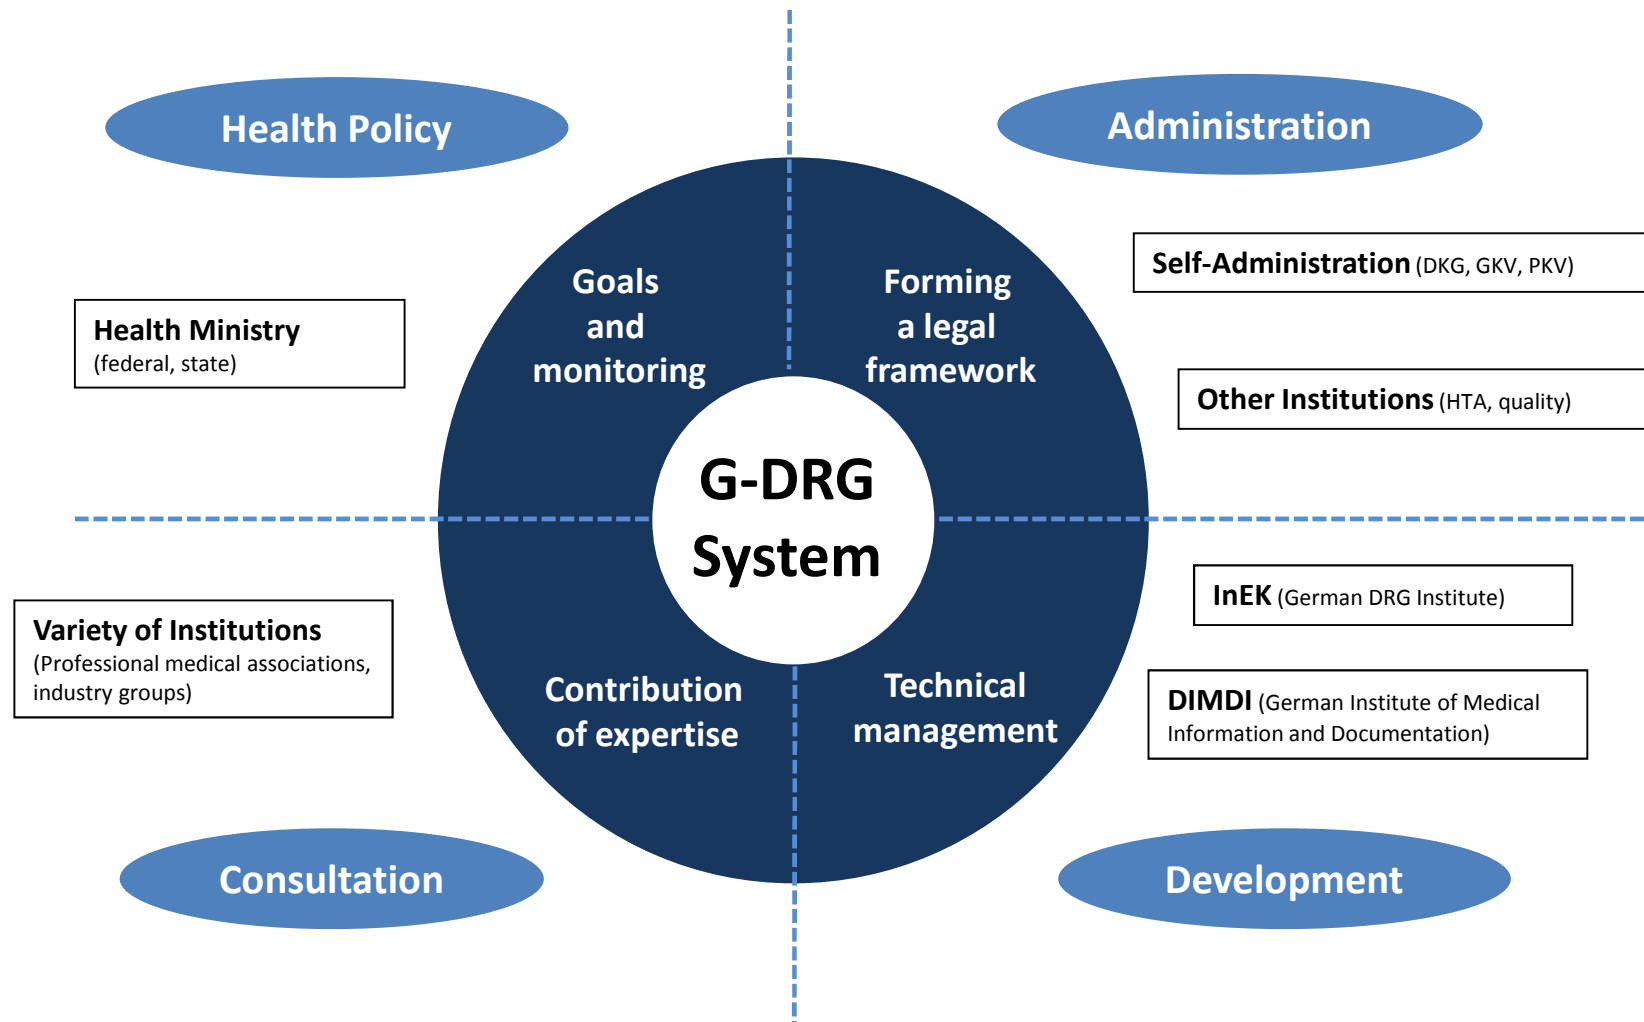 Health Policy
Administration
Self-Administration (DKG, GKV, PKV)
Goals
and
monitoring
Forming
a legal
framework
Health Ministry
(federal, state)
Other Institutions (HTA, quality)
G-DRG
System
InEK (German DRG Institute)
Variety of Institutions
(Professional medical associations,
industry groups)
Contribution
of expertise
Technical
management
DIMDI (German Institute of Medical
Information and Documentation)
Consultation
Development